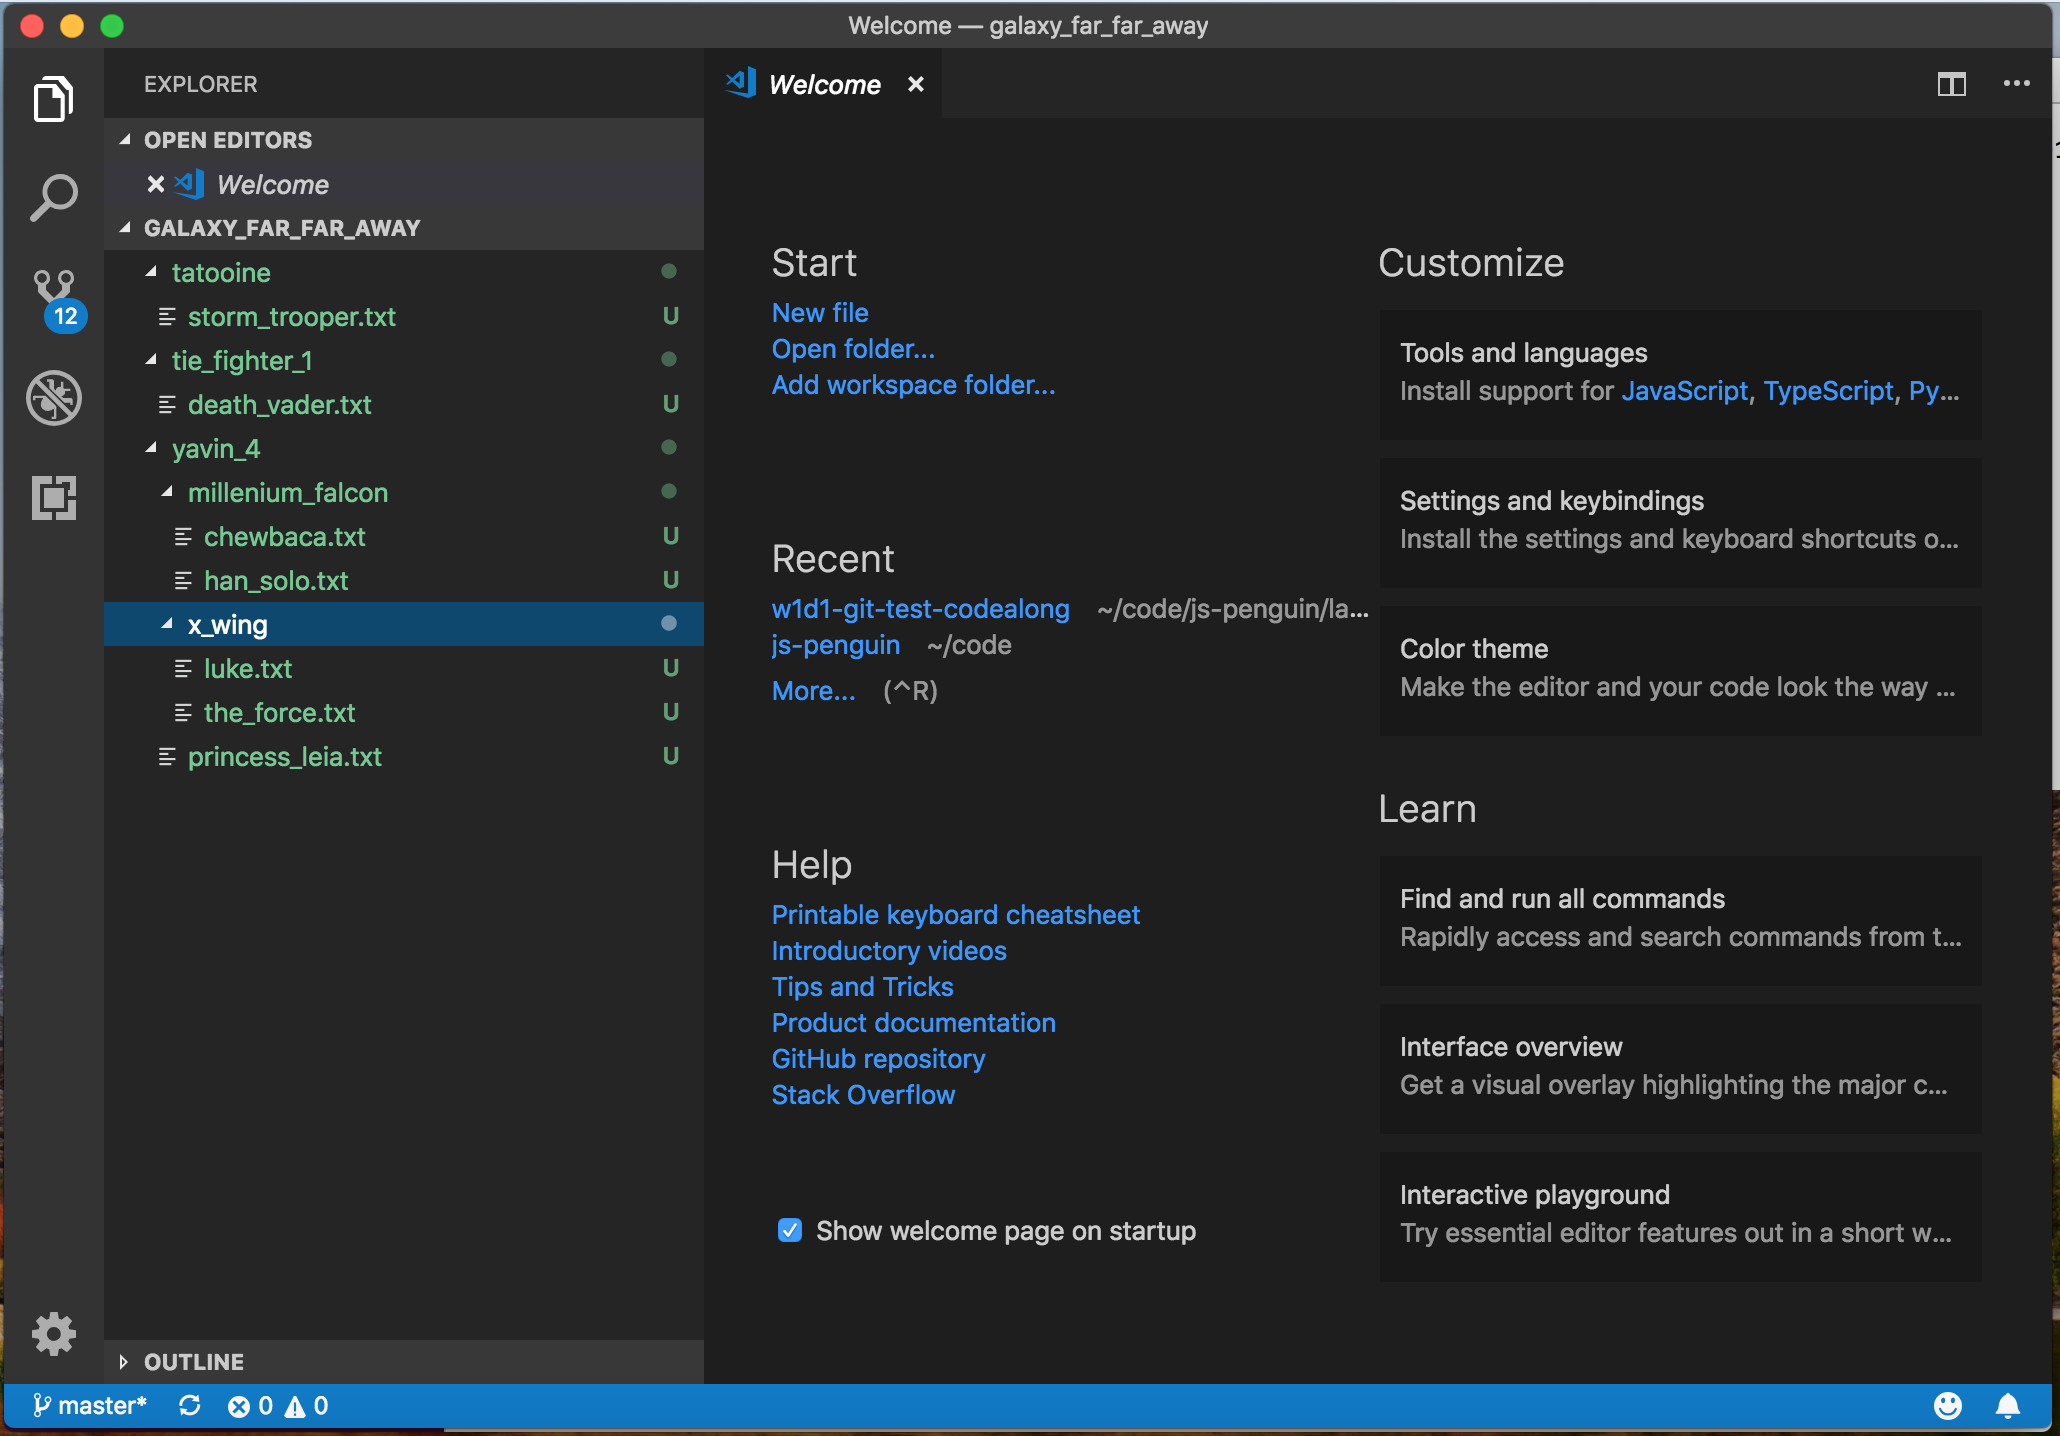 Welcome — galaxy_far_far_away
EXPLORER
OPEN EDITORS
Welcome
GALAXY_FAR_FAR_AWAY
tatooine
storm_trooper.txt U
tie_fighter_1
death_vader.txt U
yavin_4
millenium_falcon
chewbaca.txt U
han_solo.txt U
x_wing
luke.txt U
the_force.txt U
princess_leia.txt U
OUTLINE
12
Welcome
Start
New file
Open folder...
Add workspace folder...
Recent
w1d1-git-test-codealong ~/code/js-penguin/la...
js-penguin ~/code
More... (^R)
Help
Printable keyboard cheatsheet
Introductory videos
Tips and Tricks
Product documentation
GitHub repository
Stack Overflow
Show welcome page on startup
Customize
Tools and languages
Install support for JavaScript, TypeScript, Py...
Settings and keybindings
Install the settings and keyboard shortcuts o...
Color theme
Make the editor and your code look the way ...
Learn
Find and run all commands
Rapidly access and search commands from t...
Interface overview
Get a visual overlay highlighting the major c...
Interactive playground
Try essential editor features out in a short w...
master* 0 0